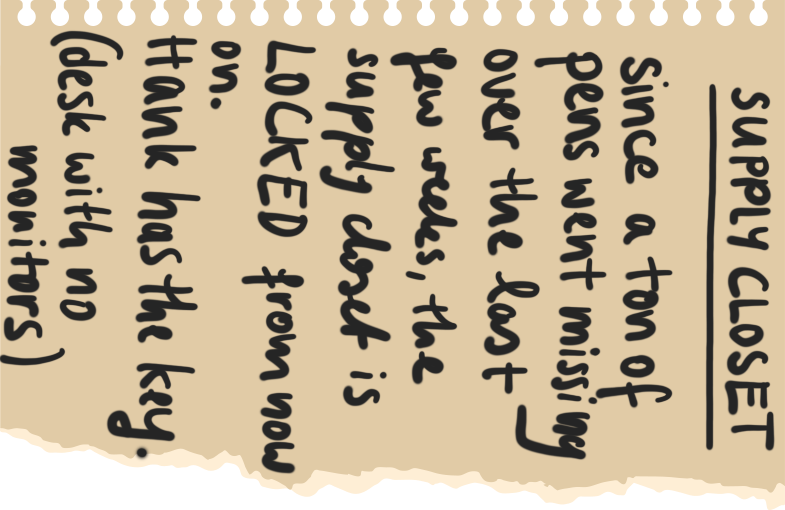 SUPPLY CLOSET
Since a ton of
pens went missing
over the last
few weeks, the
supply closet is
LOCKED from now
on.
Hank has the key.
(desk with no
monitors)